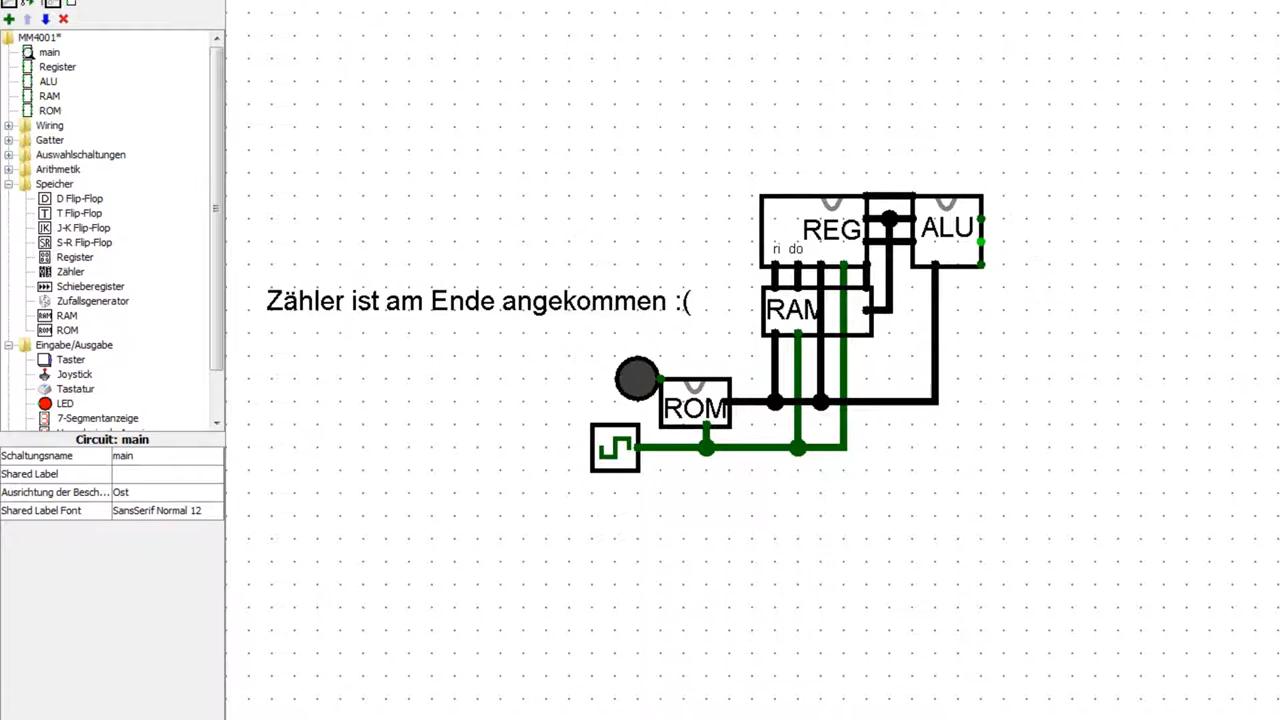 MM4001*
main
Register
ALU
RAM
ROM
Wiring
Gatter
Auswahlschaltungen
Arithmetik
Speicher
D Flip-Flop
T Flip-Flop
J-K Flip-Flop
S-R Flip-Flop
Register
Zähler
Schieberegister
Zufallsgenerator
RAM
ROM
Eingabe/Ausgabe
Taster
Joystick
Tastatur
LED
7-Segmentanzeige
Circuit: main
Schaltungsname main
Shared Label
Ausrichtung der Besch... Ost
Shared Label Font SansSerif Normal 12
REG
ri do
ALU
Zähler ist am Ende angekommen :(
RAM
ROM